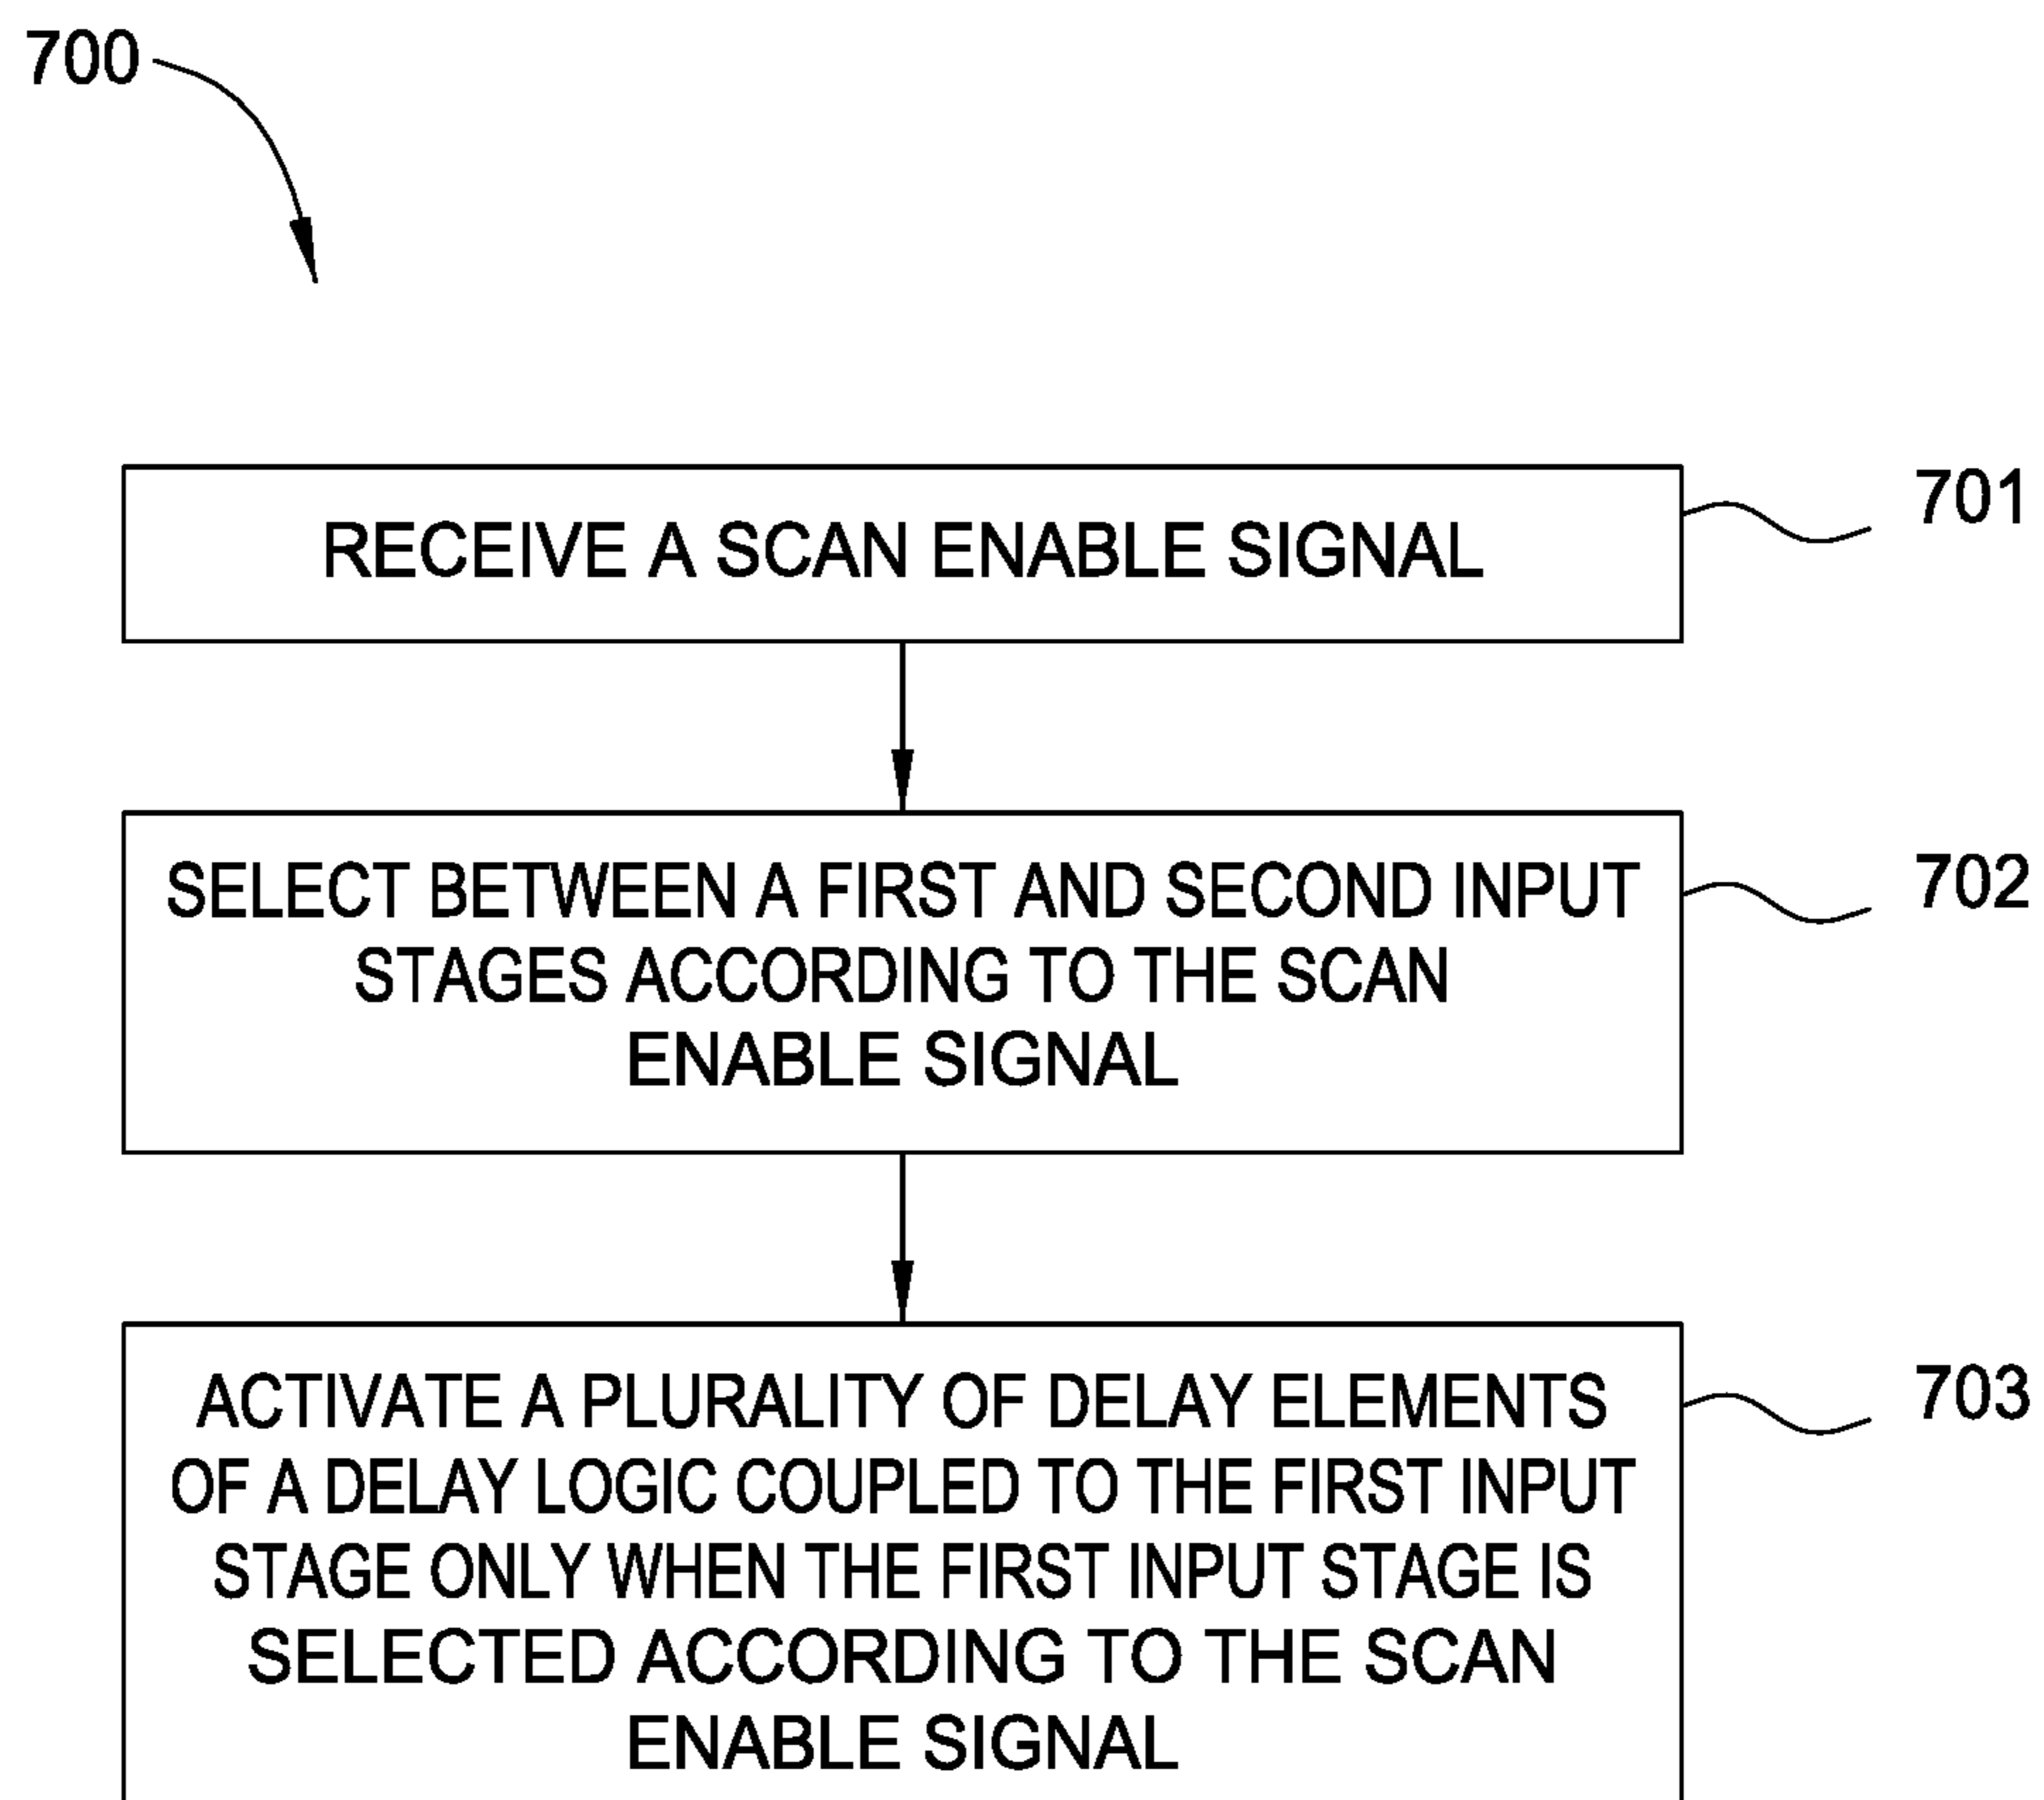 700
RECEIVE A SCAN ENABLE SIGNAL
701
SELECT BETWEEN A FIRST AND SECOND INPUT
STAGES ACCORDING TO THE SCAN
ENABLE SIGNAL
702
ACTIVATE A PLURALITY OF DELAY ELEMENTS
OF A DELAY LOGIC COUPLED TO THE FIRST INPUT
STAGE ONLY WHEN THE FIRST INPUT STAGE IS
SELECTED ACCORDING TO THE SCAN
ENABLE SIGNAL
703